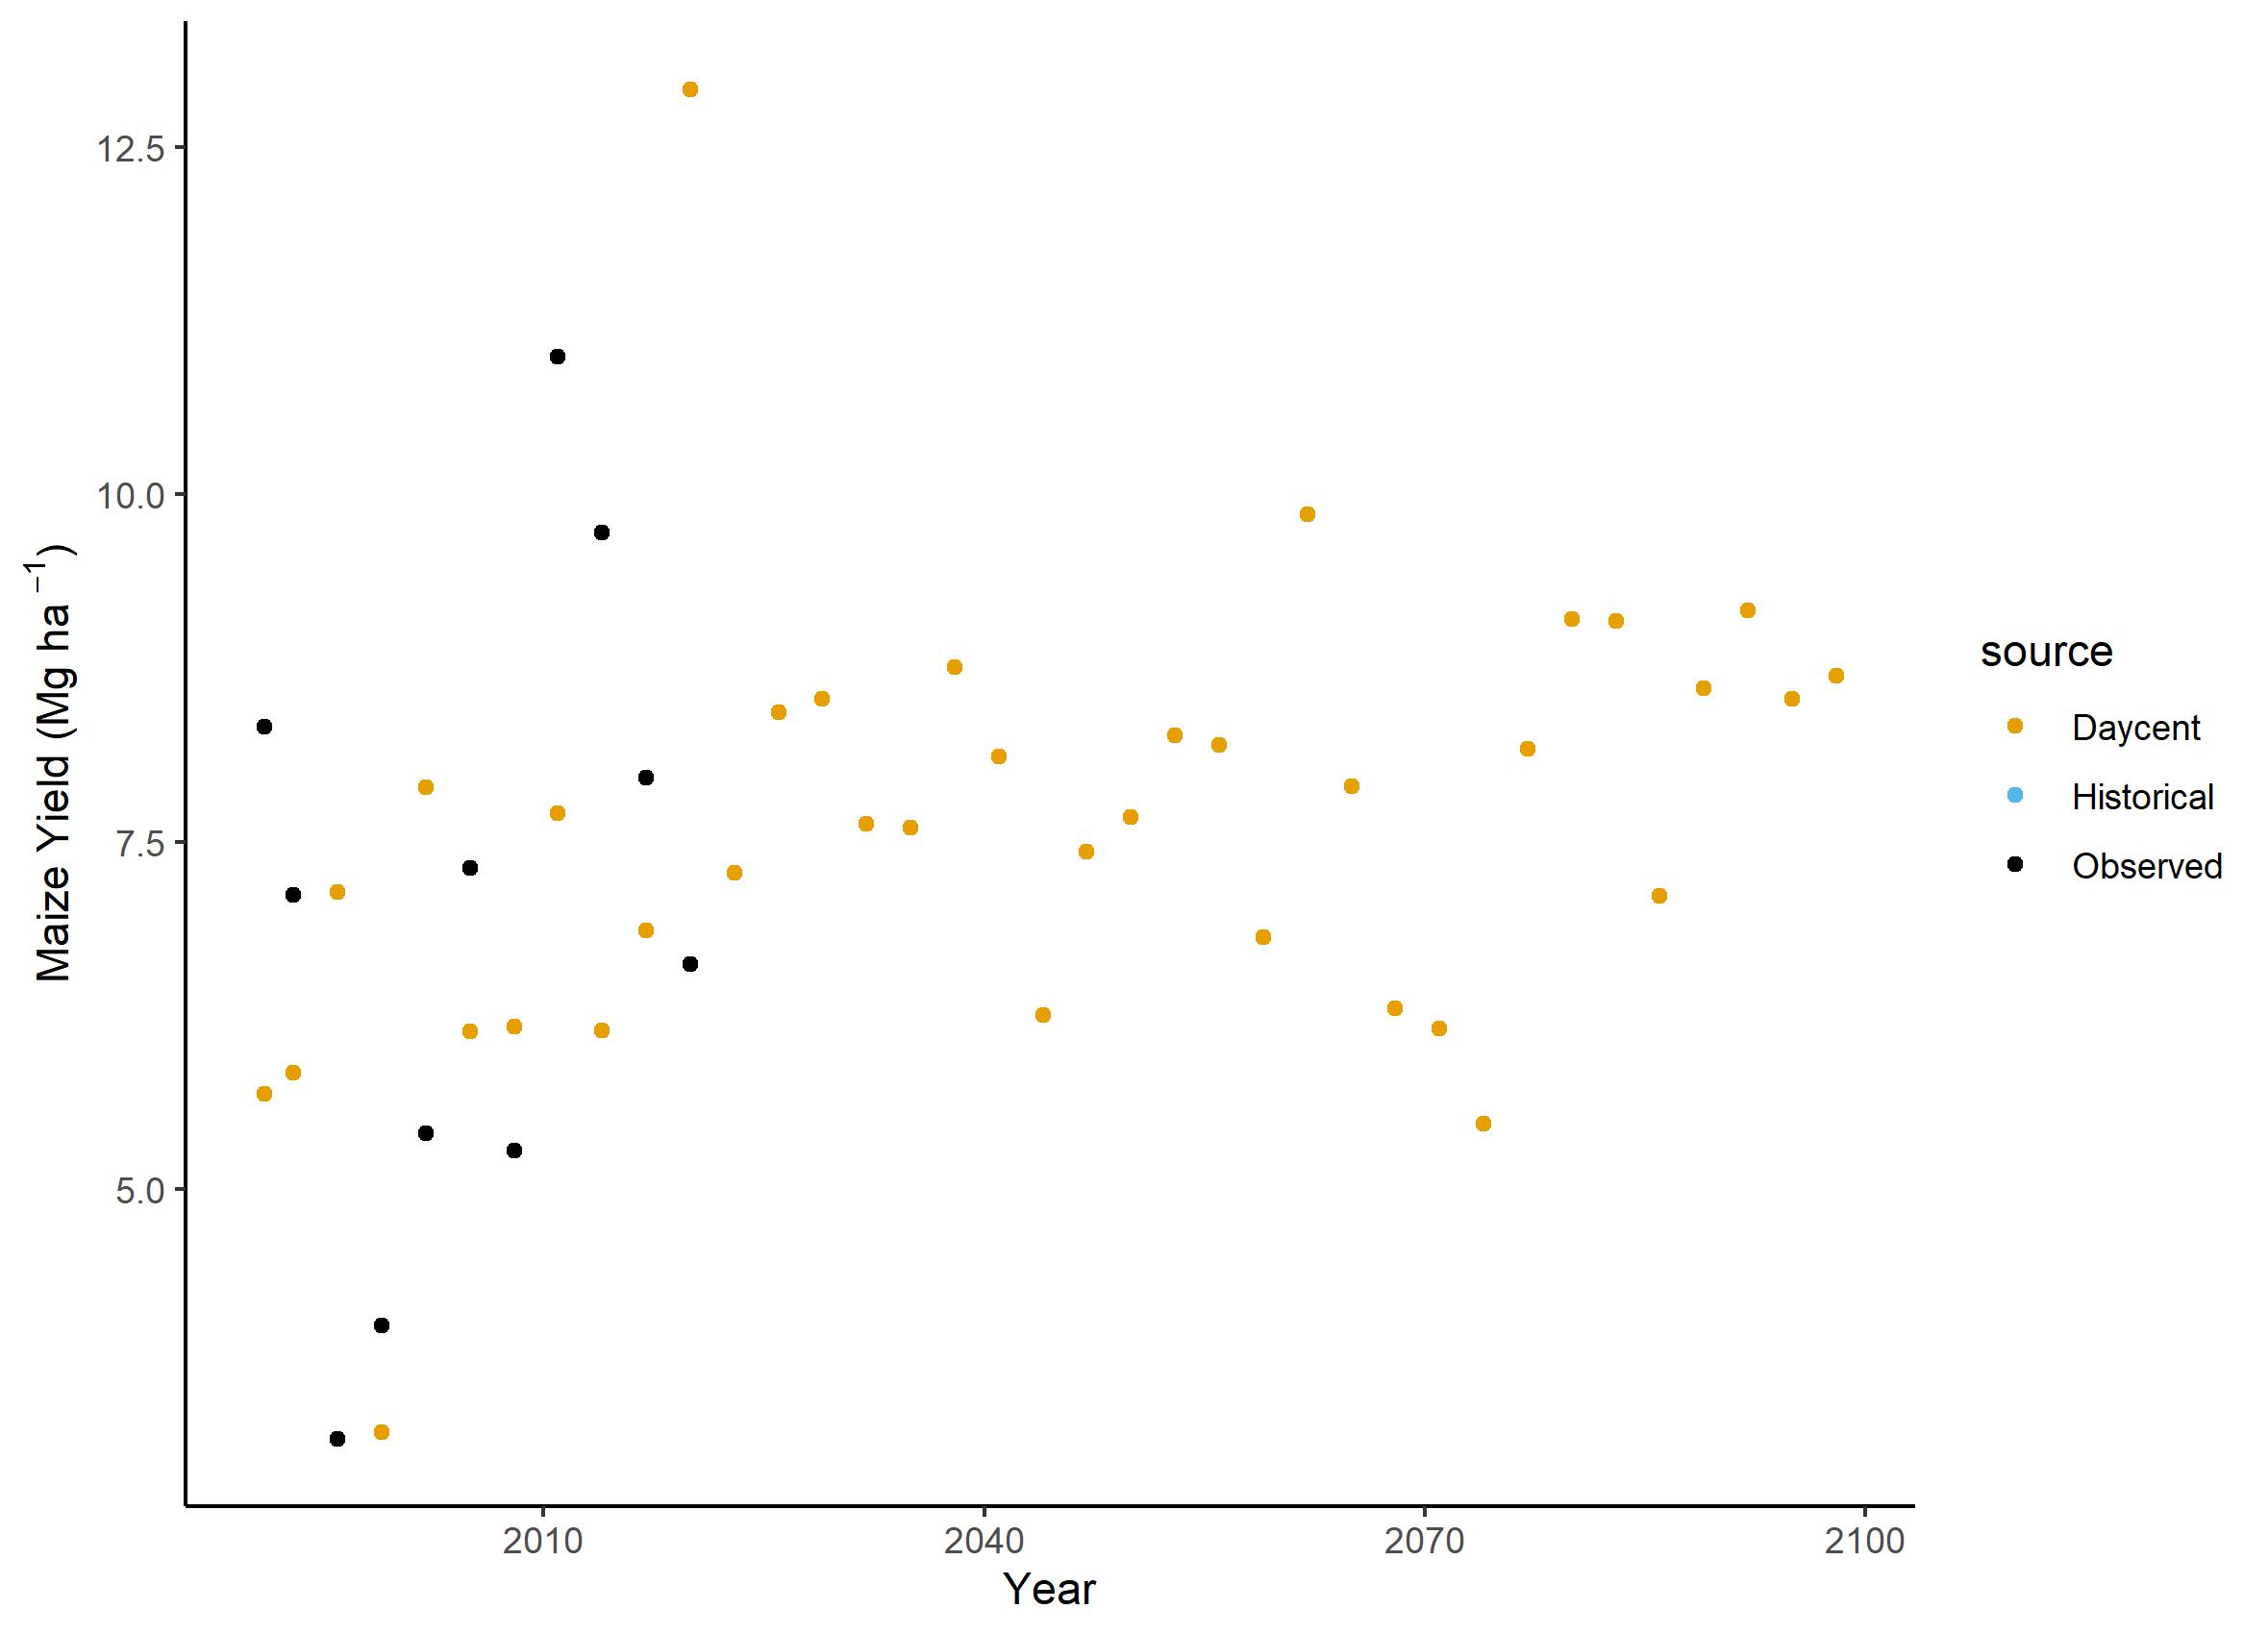 12.5
10.0
7.5
5.0
Maize Yield (Mg ha⁻¹)
2010
2040
2070
2100
Year
source
Daycent
Historical
Observed